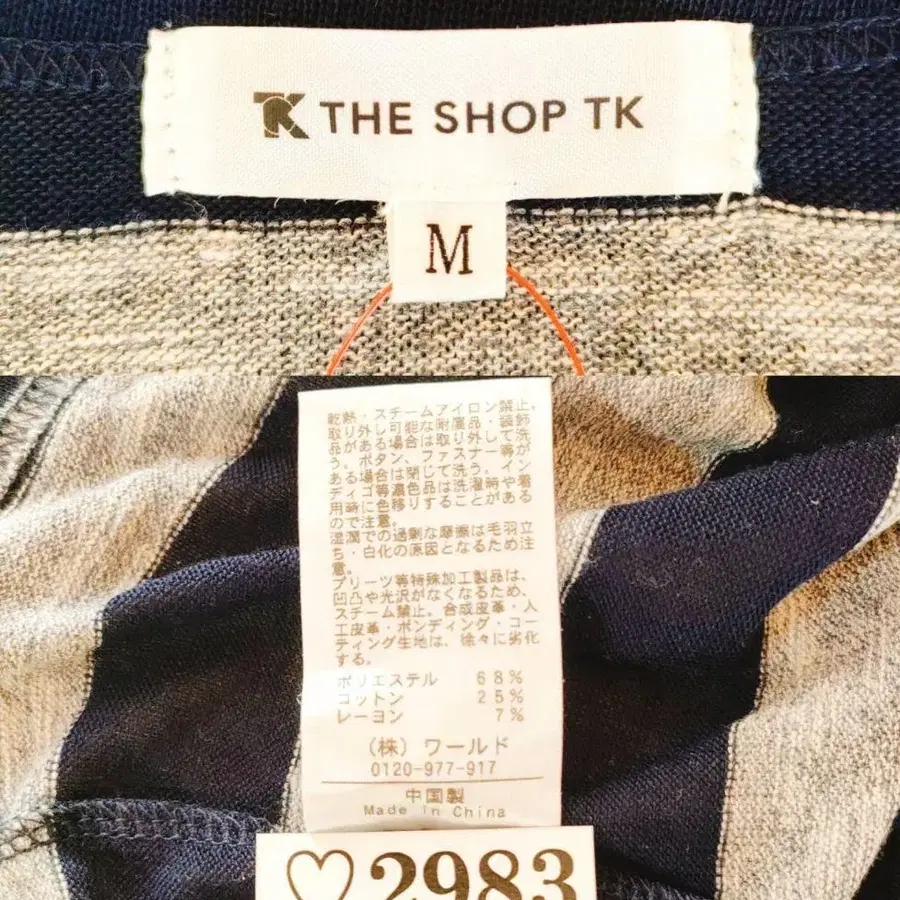 TK THE SHOP TK
M
乾熱・スチームアイロン禁止。
取り外し可能な附属品・装飾
品がある場合は取り外して洗
う。ボタン、ファスナー等が
ある場合は閉じて洗う。イン
ディゴ等濃色品は洗濯時や着
用時に色移りすることがある
ので注意。
湿潤での過剰な摩擦は毛羽立
ち・白化の原因となるため注
意。
プリーツ等特殊加工製品は、
凹凸や光沢がなくなるため、
スチーム禁止。合成皮革・人
工皮革・ボンディング・コー
ティング生地は、徐々に劣化
する。
ポリエステル 68%
コットン 25%
レーヨン 7%
(株) ワールド
0120-977-917
中国製
Made in China
♡2983